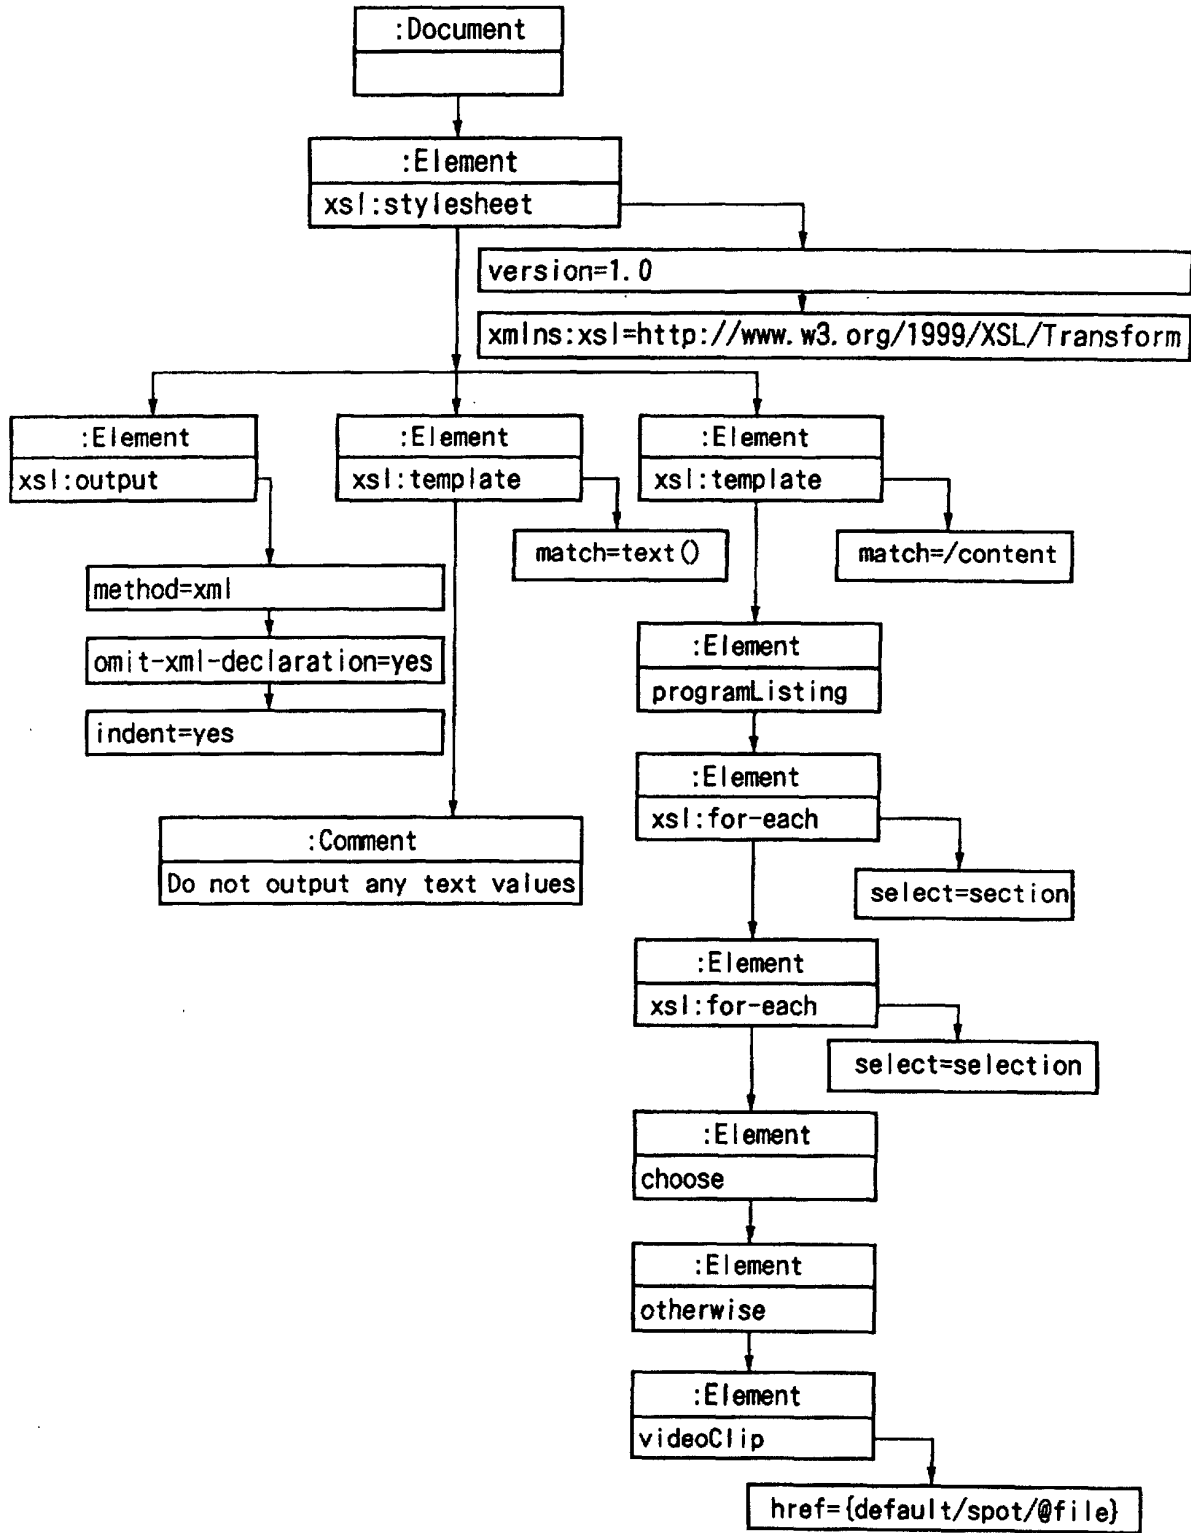 :Document
:Element
xsl:stylesheet
version=1.0
xmlns:xsl=http://www.w3.org/1999/XSL/Transform
:Element
xsl:output
:Element
xsl:template
:Element
xsl:template
match=text()
match=/content
method=xml
omit-xml-declaration=yes
indent=yes
:Element
programListing
:Element
xsl:for-each
:Comment
Do not output any text values
select=section
:Element
xsl:for-each
select=selection
:Element
choose
:Element
otherwise
:Element
videoClip
href={default/spot/@file}